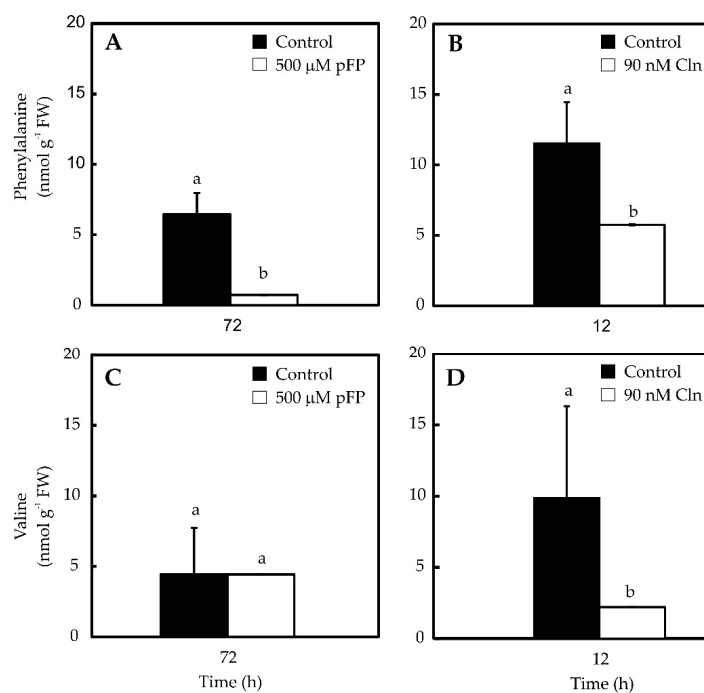 A
Control
500 µM pFP
20
15
10
5
0
a
b
72
Phenylalanine
(nmol g⁻¹ FW)
B
Control
90 nM Cln
20
15
10
5
0
a
b
12
C
Control
500 µM pFP
20
15
10
5
0
a
a
72
Time (h)
Valine
(nmol g⁻¹ FW)
D
Control
90 nM Cln
20
15
10
5
0
a
b
12
Time (h)